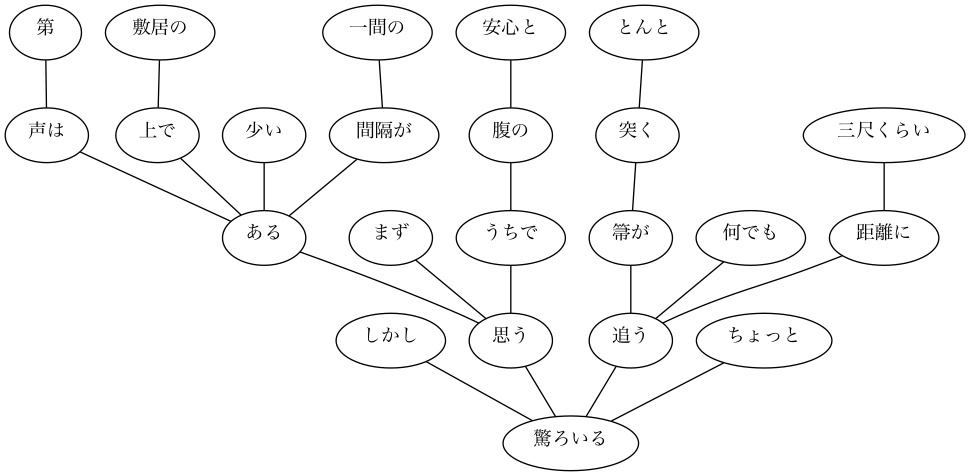 第 敷居の 一間の 安心と とんと
声は 上で 少い 間隔が 腹の 突く 三尺くらい
ある まず うちで 箒が 何でも 距離に
しかし 思う 追う ちょっと
驚ろいる